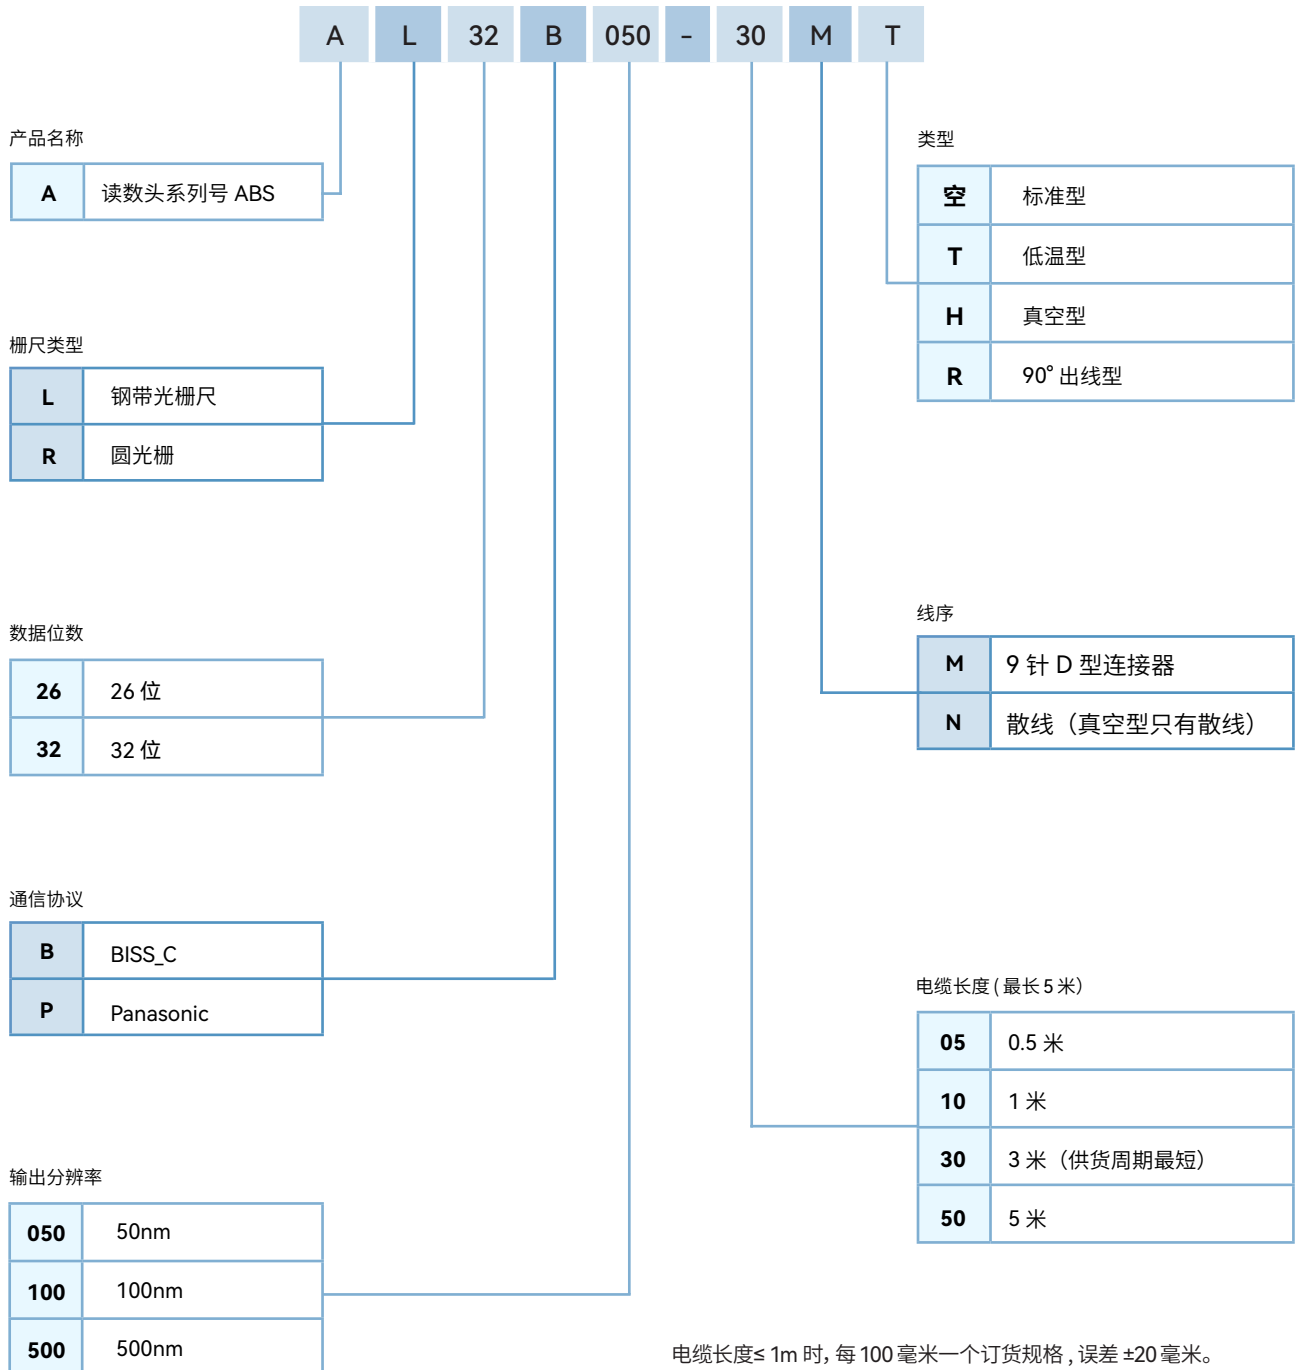 A L 32 B 050 - 30 M T
产品名称
A 读数头系列号 ABS
栅尺类型
L 钢带光栅尺
R 圆光栅
数据位数
26 26 位
32 32 位
通信协议
B BISS_C
P Panasonic
输出分辨率
050 50nm
100 100nm
500 500nm
类型
空 标准型
T 低温型
H 真空型
R 90° 出线型
线序
M 9 针 D 型连接器
N 散线（真空型只有散线）
电缆长度 ( 最长 5 米）
05 0.5 米
10 1 米
30 3 米（供货周期最短）
50 5 米
电缆长度≤ 1m 时, 每 100 毫米一个订货规格 , 误差 ±20 毫米。